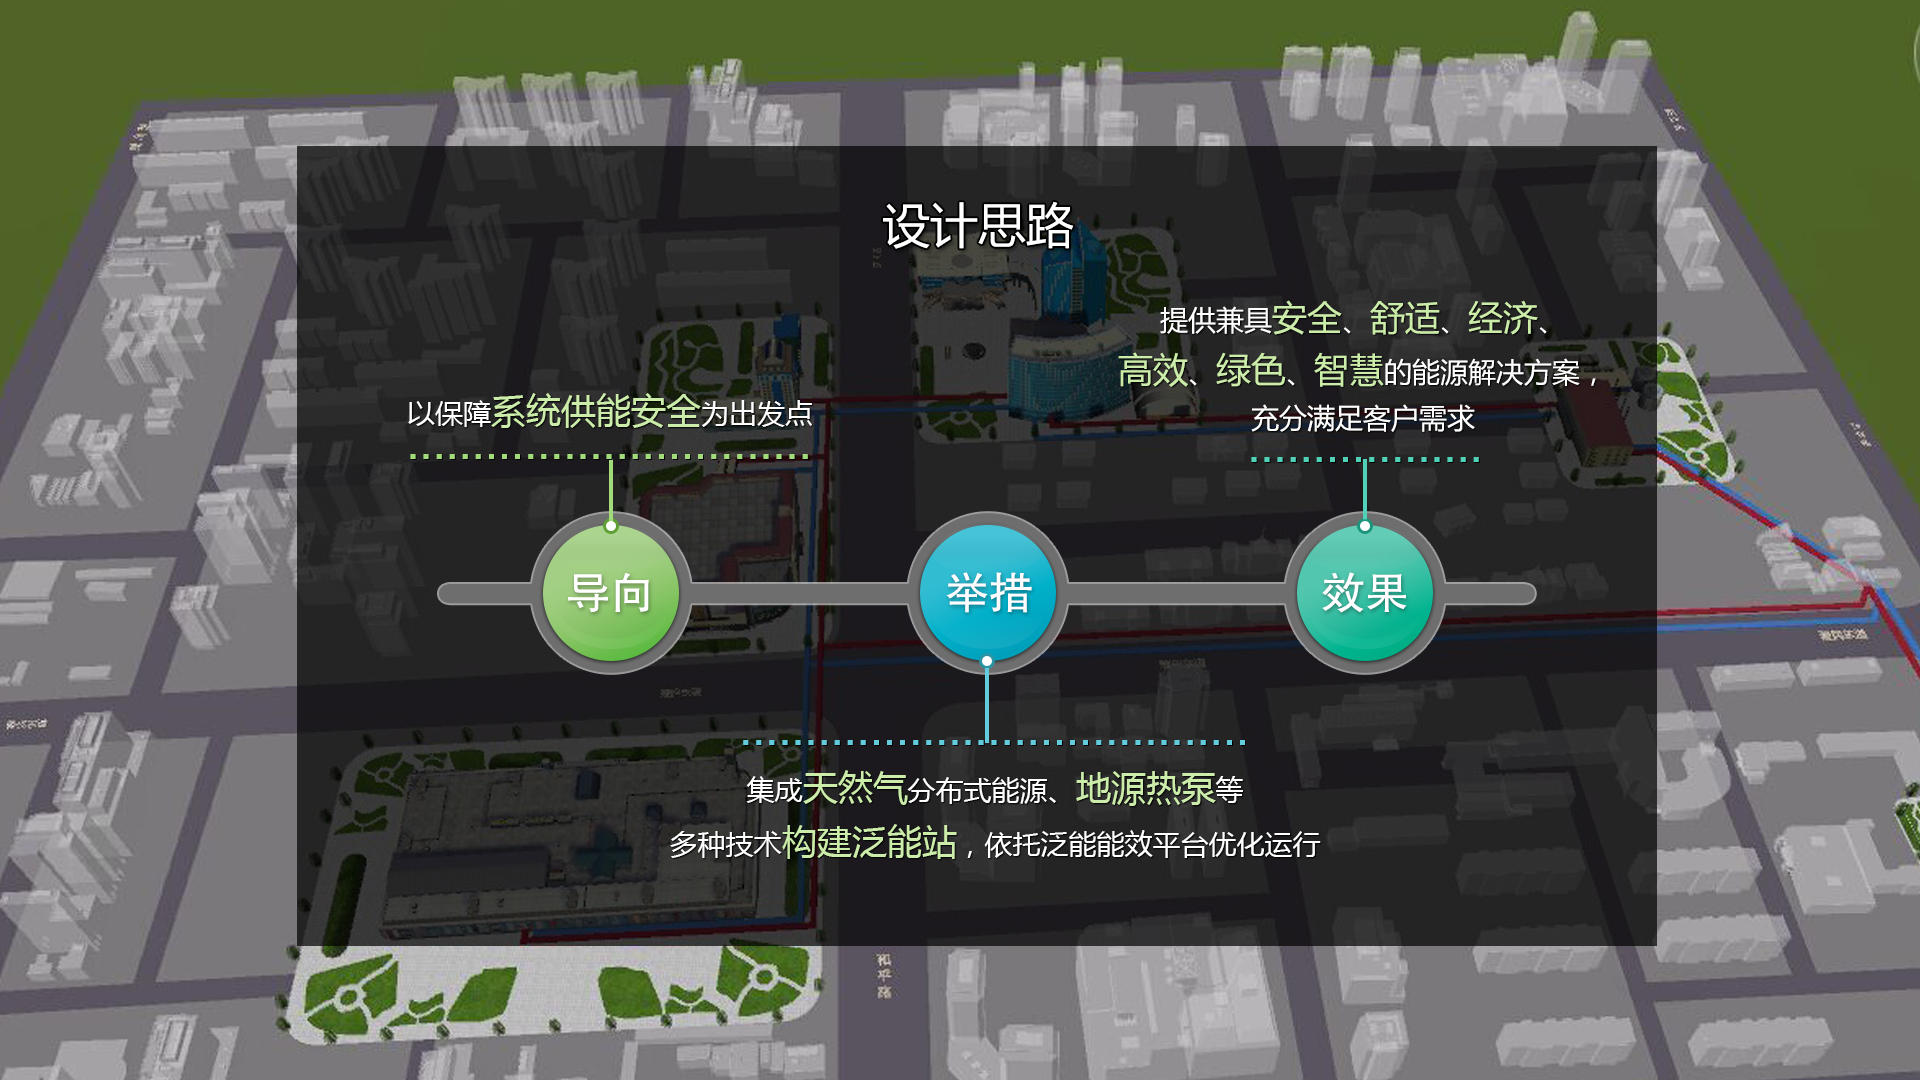 设计思路
提供兼具安全、舒适、经济、
高效、绿色、智慧的能源解决方案，
充分满足客户需求
以保障系统供能安全为出发点
导向
举措
效果
集成天然气分布式能源、地源热泵等
多种技术构建泛能站，依托泛能能效平台优化运行